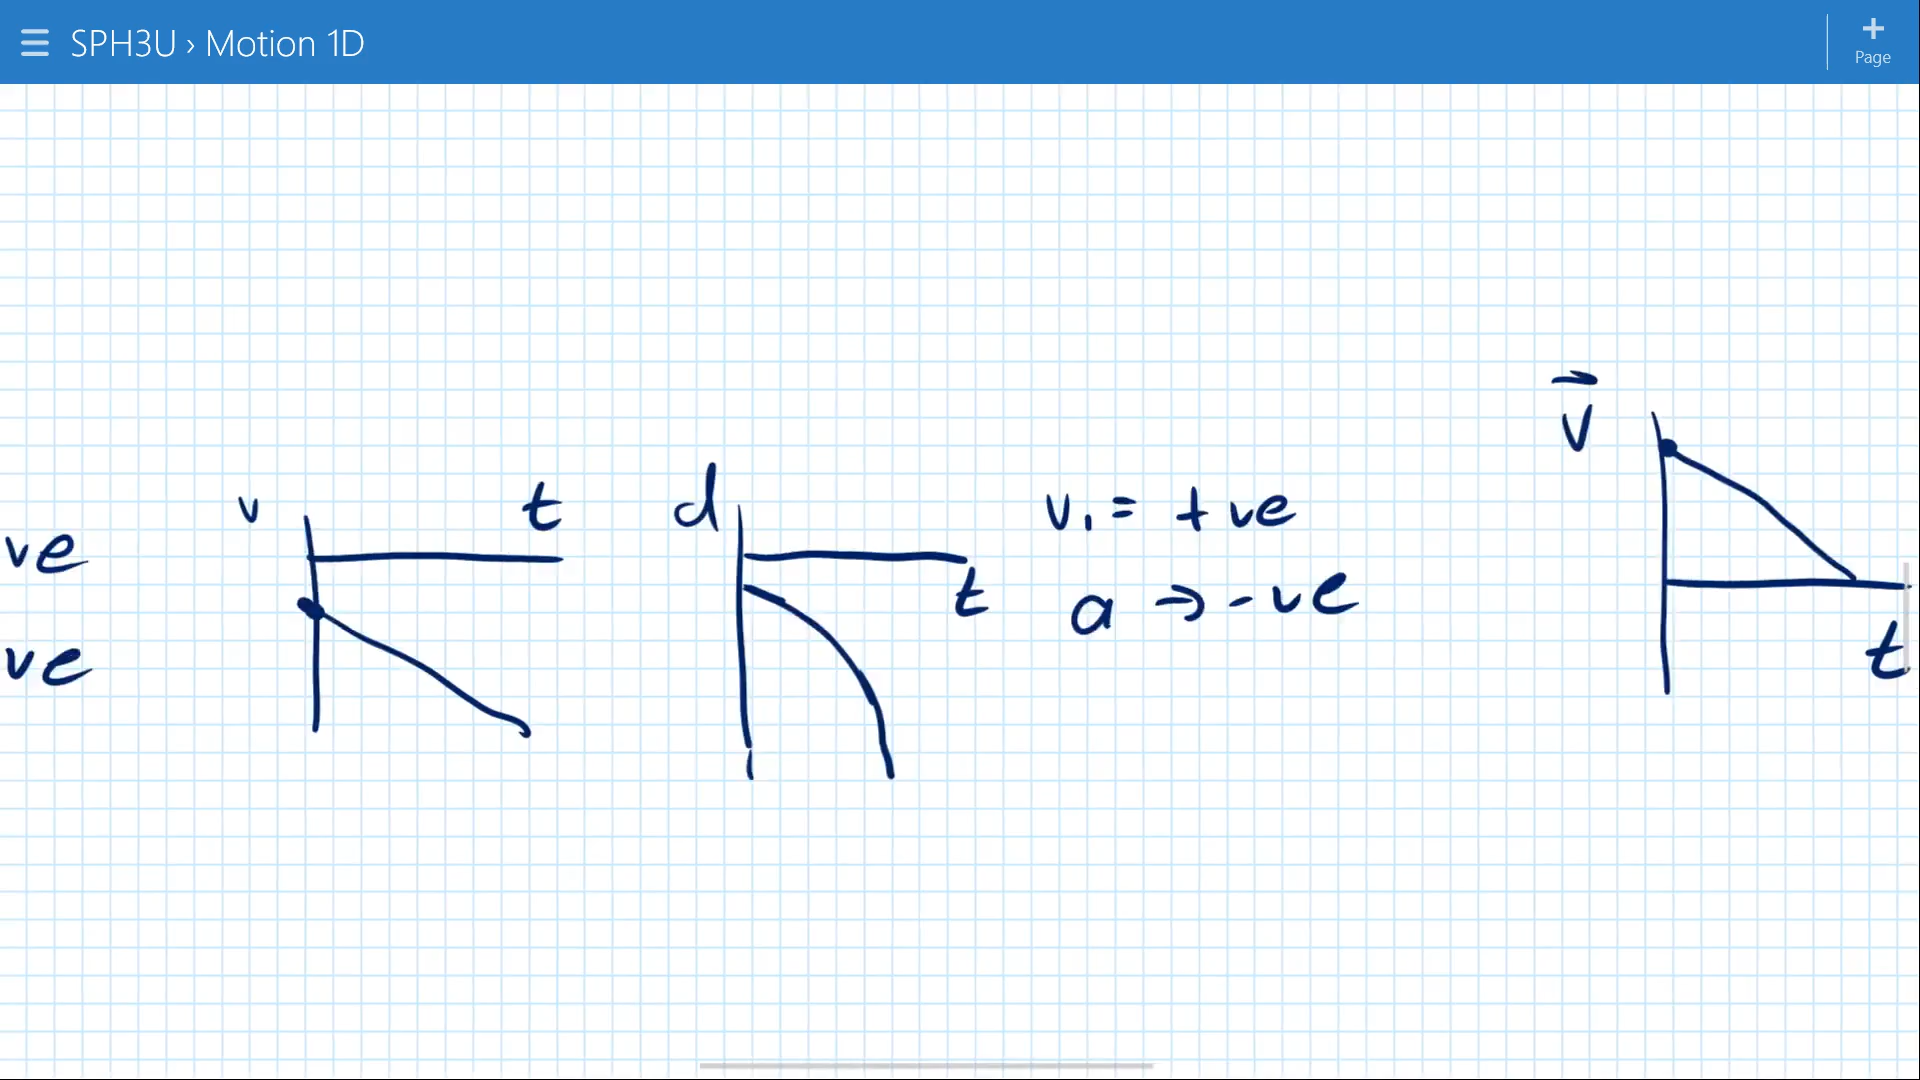 SPH3U › Motion 1D
Page
ve
ve
v
t
d
t
v₁ = +ve
a → -ve
v⃗
t